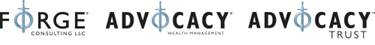 FORGE
CONSULTING LLC
ADVOCACY
WEALTH MANAGEMENT
ADVOCACY
TRUST